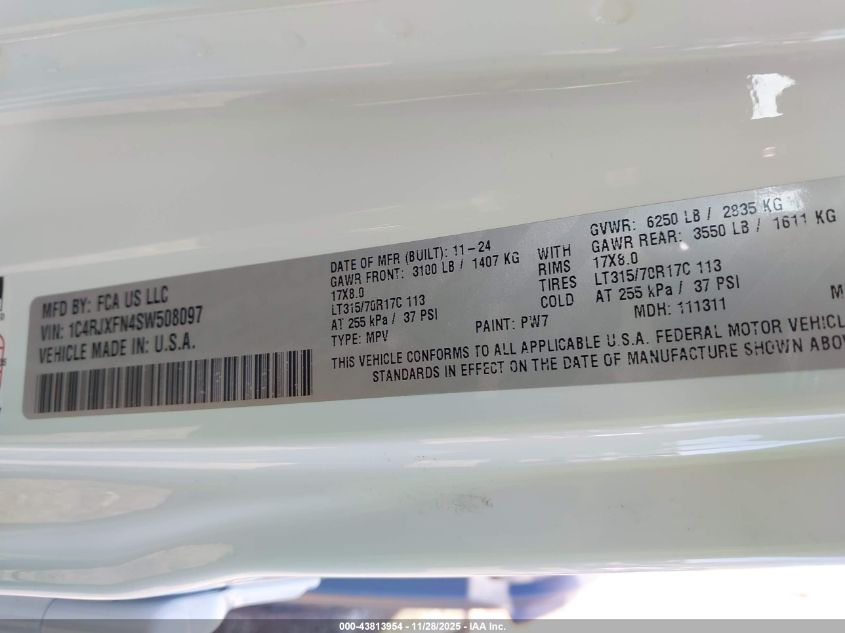 MFD BY: FCA US LLC
VIN: 1C4RJXFN4SW508097
VEHICLE MADE IN: U.S.A.
DATE OF MFR (BUILT): 11-24
GAWR FRONT: 3100 LB / 1407 KG
17X8.0
LT315/70R17C 113
AT 255 kPa / 37 PSI
TYPE: MPV
PAINT: PW7
WITH
RIMS
TIRES
COLD
GVWR: 6250 LB / 2835 KG
GAWR REAR: 3550 LB / 1611 KG
17X8.0
LT315/70R17C 113
AT 255 kPa / 37 PSI
MDH: 111311
M
THIS VEHICLE CONFORMS TO ALL APPLICABLE U.S.A. FEDERAL MOTOR VEHICL
STANDARDS IN EFFECT ON THE DATE OF MANUFACTURE SHOWN ABOV
000-43813954 - 11/28/2025 - IAA Inc.